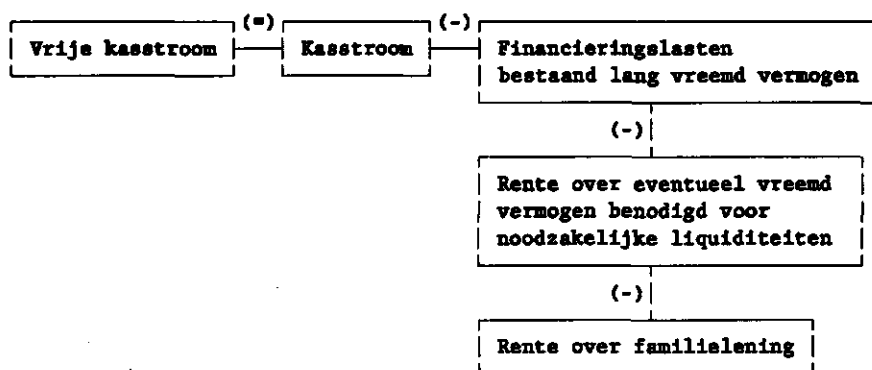 Vrije kasstroom (=) Kasstroom (-) Financieringslasten
bestaand lang vreemd vermogen
(-)
Rente over eventueel vreemd
vermogen benodigd voor
noodzakelijke liquiditeiten
(-)
Rente over familielening